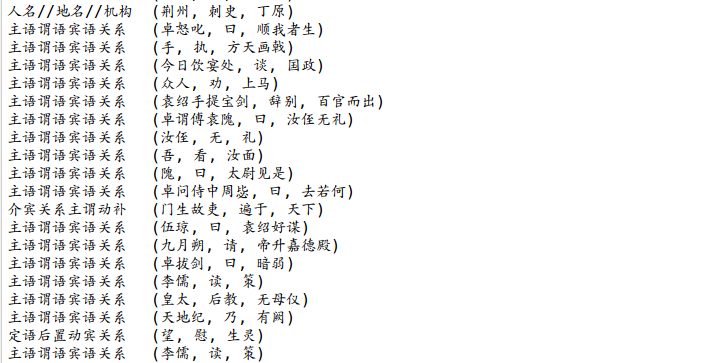 人名//地名//机构 (荆州, 刺史, 丁原)
主语谓语宾语关系 (卓怒叱, 曰, 顺我者生)
主语谓语宾语关系 (手, 执, 方天画戟)
主语谓语宾语关系 (今日饮宴处, 谈, 国政)
主语谓语宾语关系 (众人, 劝, 上马)
主语谓语宾语关系 (袁绍手提宝剑, 辞别, 百官而出)
主语谓语宾语关系 (卓谓傅袁隗, 曰, 汝侄无礼)
主语谓语宾语关系 (汝侄, 无, 礼)
主语谓语宾语关系 (吾, 看, 汝面)
主语谓语宾语关系 (隗, 曰, 太尉见是)
主语谓语宾语关系 (卓问侍中周毖, 曰, 去若何)
介宾关系主谓动补 (门生故吏, 遍于, 天下)
主语谓语宾语关系 (伍琼, 曰, 袁绍好谋)
主语谓语宾语关系 (九月朔, 请, 帝升嘉德殿)
主语谓语宾语关系 (卓拔剑, 曰, 暗弱)
主语谓语宾语关系 (李儒, 读, 策)
主语谓语宾语关系 (皇太, 后教, 无母仪)
主语谓语宾语关系 (天地纪, 乃, 有阙)
定语后置动宾关系 (望, 慰, 生灵)
主语谓语宾语关系 (李儒, 读, 策)